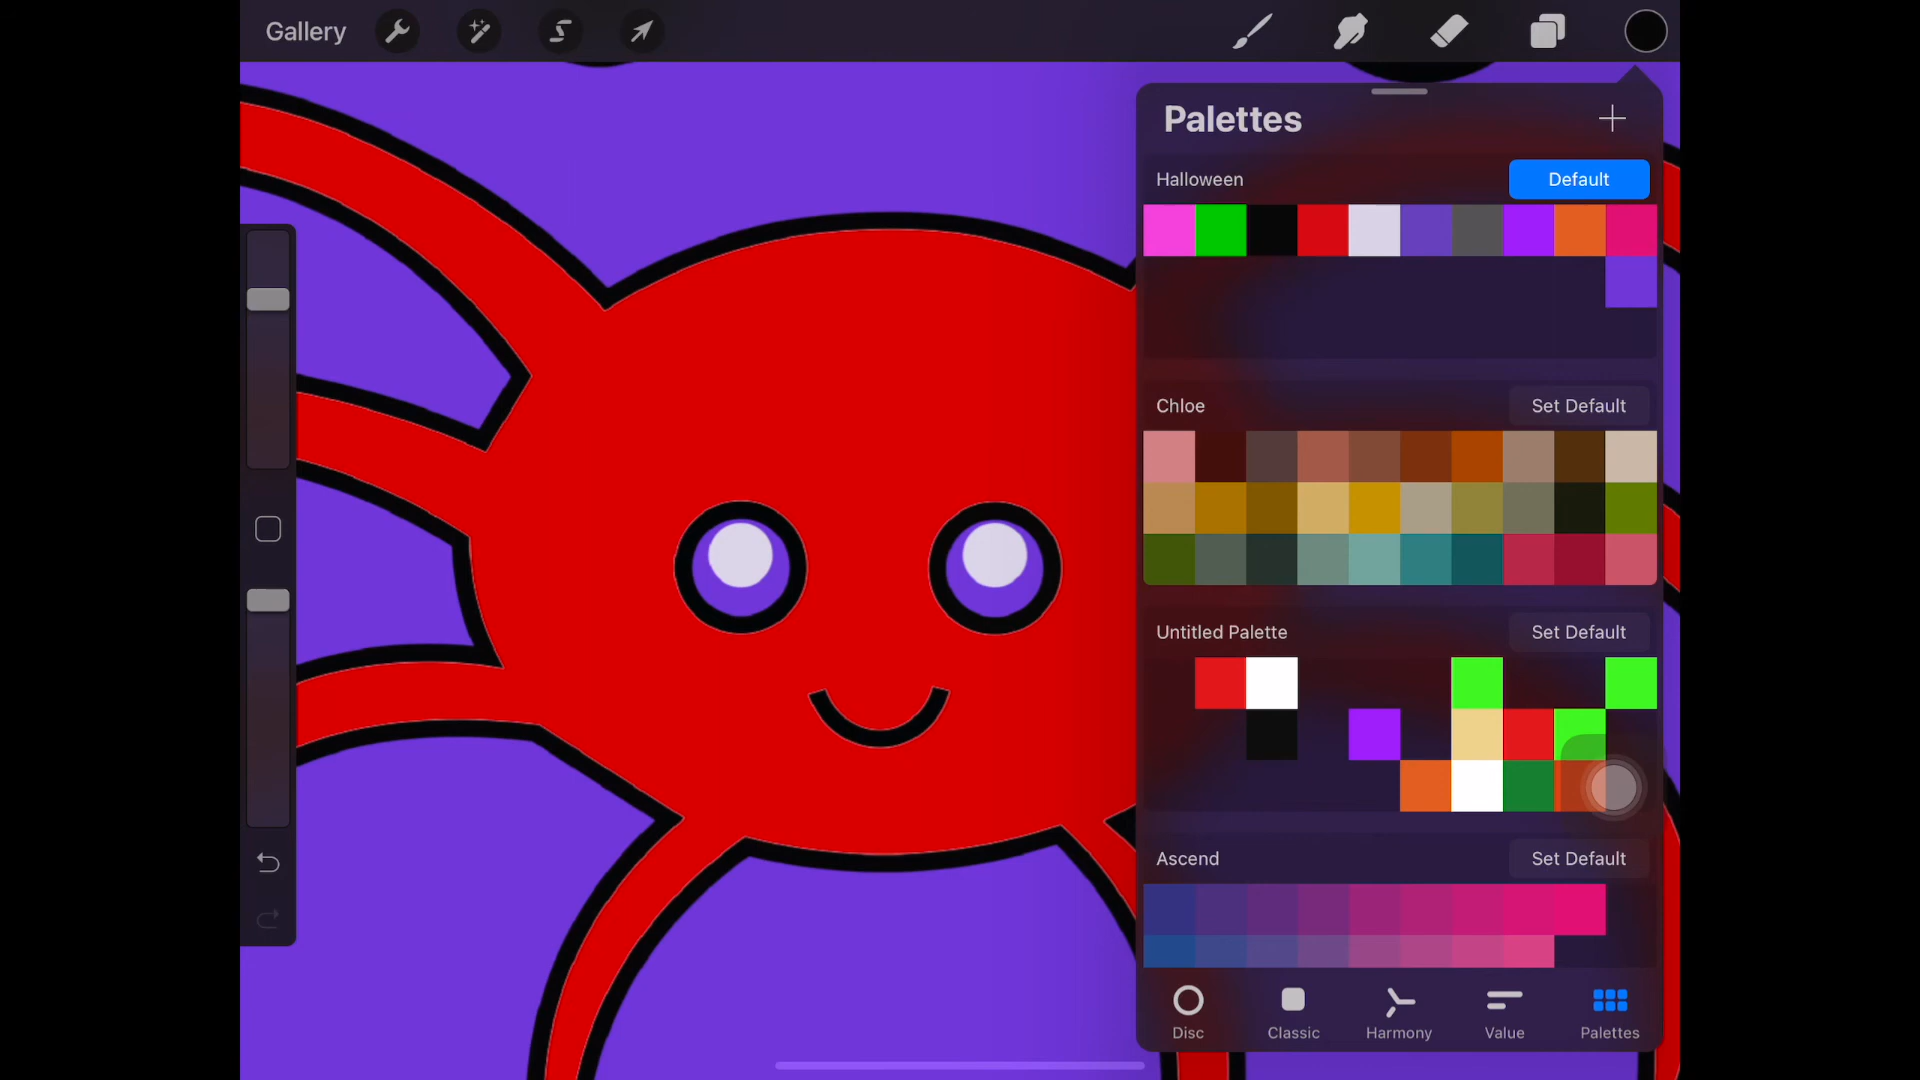 Gallery
Palettes
Halloween
Default
Chloe
Set Default
Untitled Palette
Set Default
Ascend
Set Default
Disc
Classic
Harmony
Value
Palettes